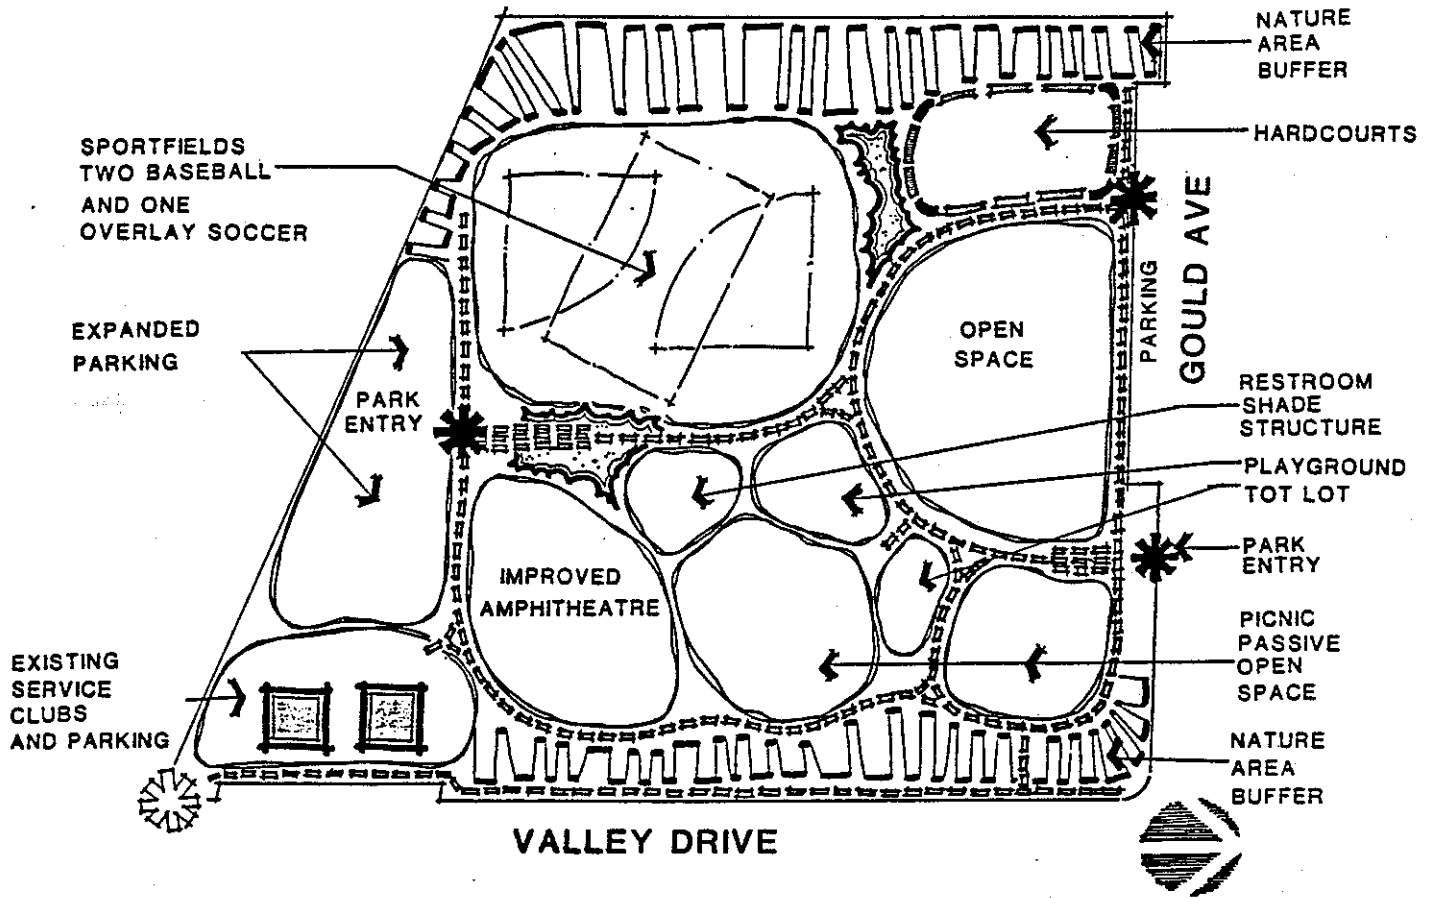 NATURE
AREA
BUFFER
HARDCOURTS
SPORTFIELDS
TWO BASEBALL
AND ONE
OVERLAY SOCCER
PARKING
GOULD AVE
EXPANDED
PARKING
OPEN
SPACE
PARK
ENTRY
RESTROOM
SHADE
STRUCTURE
PLAYGROUND
TOT LOT
PARK
ENTRY
IMPROVED
AMPHITHEATRE
PICNIC
PASSIVE
OPEN
SPACE
EXISTING
SERVICE
CLUBS
AND PARKING
NATURE
AREA
BUFFER
VALLEY DRIVE